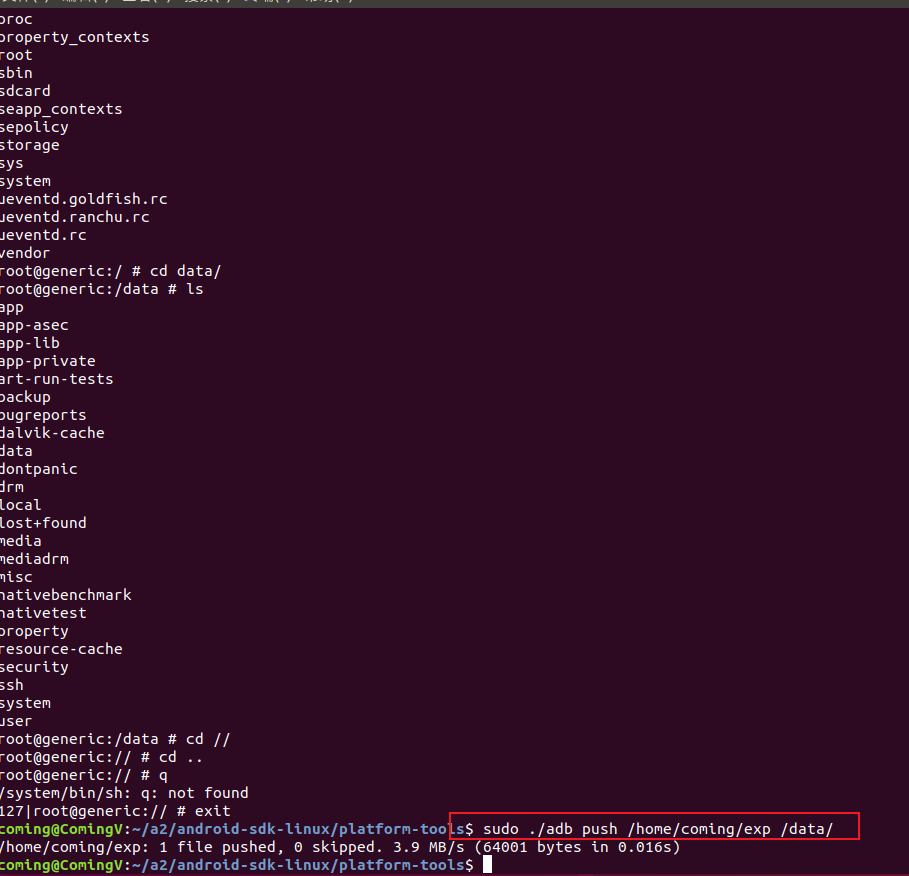 proc
property_contexts
root
sbin
sdcard
seapp_contexts
sepolicy
storage
sys
system
ueventd.goldfish.rc
ueventd.ranchu.rc
ueventd.rc
vendor
root@generic:/ # cd data/
root@generic:/data # ls
app
app-asec
app-lib
app-private
art-run-tests
backup
bugreports
dalvik-cache
data
dontpanic
drm
local
lost+found
media
mediadrm
misc
nativebenchmark
nativetest
property
resource-cache
security
ssh
system
user
root@generic:/data # cd //
root@generic:// # cd ..
root@generic:// # q
/system/bin/sh: q: not found
127|root@generic:// # exit
coming@ComingV:~/a2/android-sdk-linux/platform-tools$ sudo ./adb push /home/coming/exp /data/
/home/coming/exp: 1 file pushed, 0 skipped. 3.9 MB/s (64001 bytes in 0.016s)
coming@ComingV:~/a2/android-sdk-linux/platform-tools$